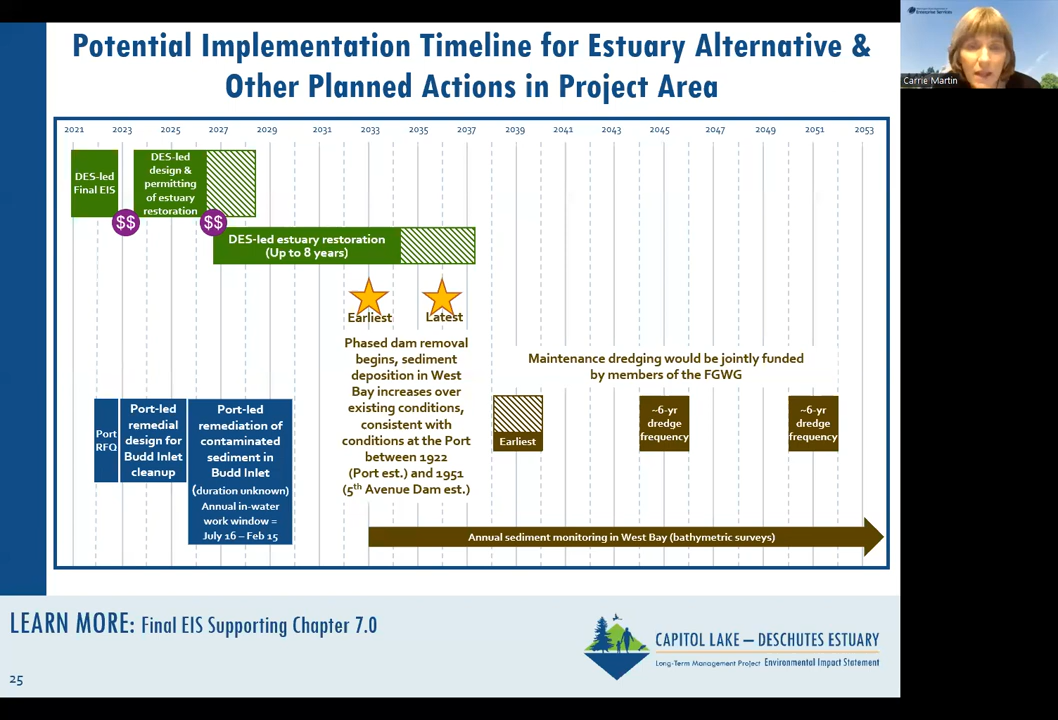 Potential Implementation Timeline for Estuary Alternative &
Other Planned Actions in Project Area
Carrie Martin
2021 2023 2025 2027 2029 2031 2033 2035 2037 2039 2041 2043 2045 2047 2049 2051 2053
DES-led
Final EIS
DES-led
design &
permitting
of estuary
restoration
$$
$$
DES-led estuary restoration
(Up to 8 years)
Earliest
Latest
Phased dam removal
begins, sediment
deposition in West
Bay increases over
existing conditions,
consistent with
conditions at the Port
between 1922
(Port est.) and 1951
(5th Avenue Dam est.)
Maintenance dredging would be jointly funded
by members of the FGWG
Port
RFQ
Port-led
remedial
design for
Budd Inlet
cleanup
Port-led
remediation of
contaminated
sediment in
Budd Inlet
(duration unknown)
Annual in-water
work window =
July 16 – Feb 15
Earliest
~6-yr
dredge
frequency
~6-yr
dredge
frequency
Annual sediment monitoring in West Bay (bathymetric surveys)
LEARN MORE: Final EIS Supporting Chapter 7.0
CAPITOL LAKE — DESCHUTES ESTUARY
Long-Term Management Project Environmental Impact Statement
25